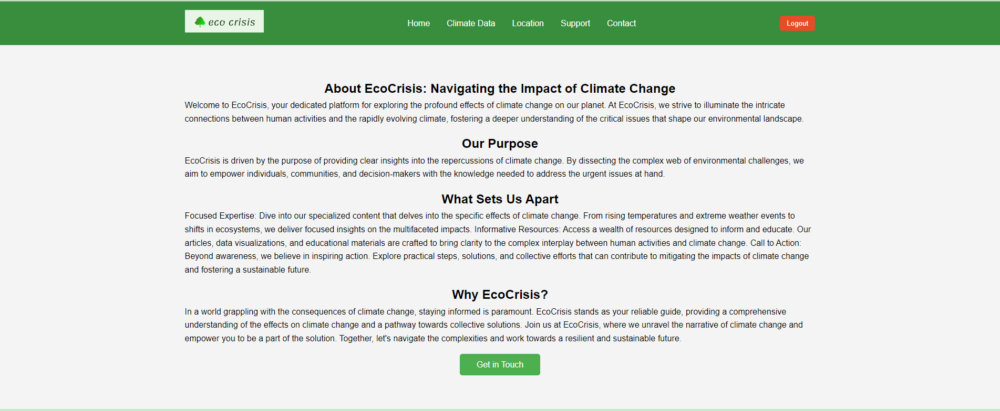 eco crisis
Home Climate Data Location Support Contact Logout
About EcoCrisis: Navigating the Impact of Climate Change
Welcome to EcoCrisis, your dedicated platform for exploring the profound effects of climate change on our planet. At EcoCrisis, we strive to illuminate the intricate
connections between human activities and the rapidly evolving climate, fostering a deeper understanding of the critical issues that shape our environmental landscape.
Our Purpose
EcoCrisis is driven by the purpose of providing clear insights into the repercussions of climate change. By dissecting the complex web of environmental challenges, we
aim to empower individuals, communities, and decision-makers with the knowledge needed to address the urgent issues at hand.
What Sets Us Apart
Focused Expertise: Dive into our specialized content that delves into the specific effects of climate change. From rising temperatures and extreme weather events to
shifts in ecosystems, we deliver focused insights on the multifaceted impacts. Informative Resources: Access a wealth of resources designed to inform and educate. Our
articles, data visualizations, and educational materials are crafted to bring clarity to the complex interplay between human activities and climate change. Call to Action:
Beyond awareness, we believe in inspiring action. Explore practical steps, solutions, and collective efforts that can contribute to mitigating the impacts of climate change
and fostering a sustainable future.
Why EcoCrisis?
In a world grappling with the consequences of climate change, staying informed is paramount. EcoCrisis stands as your reliable guide, providing a comprehensive
understanding of the effects on climate change and a pathway towards collective solutions. Join us at EcoCrisis, where we unravel the narrative of climate change and
empower you to be a part of the solution. Together, let's navigate the complexities and work towards a resilient and sustainable future.
Get in Touch